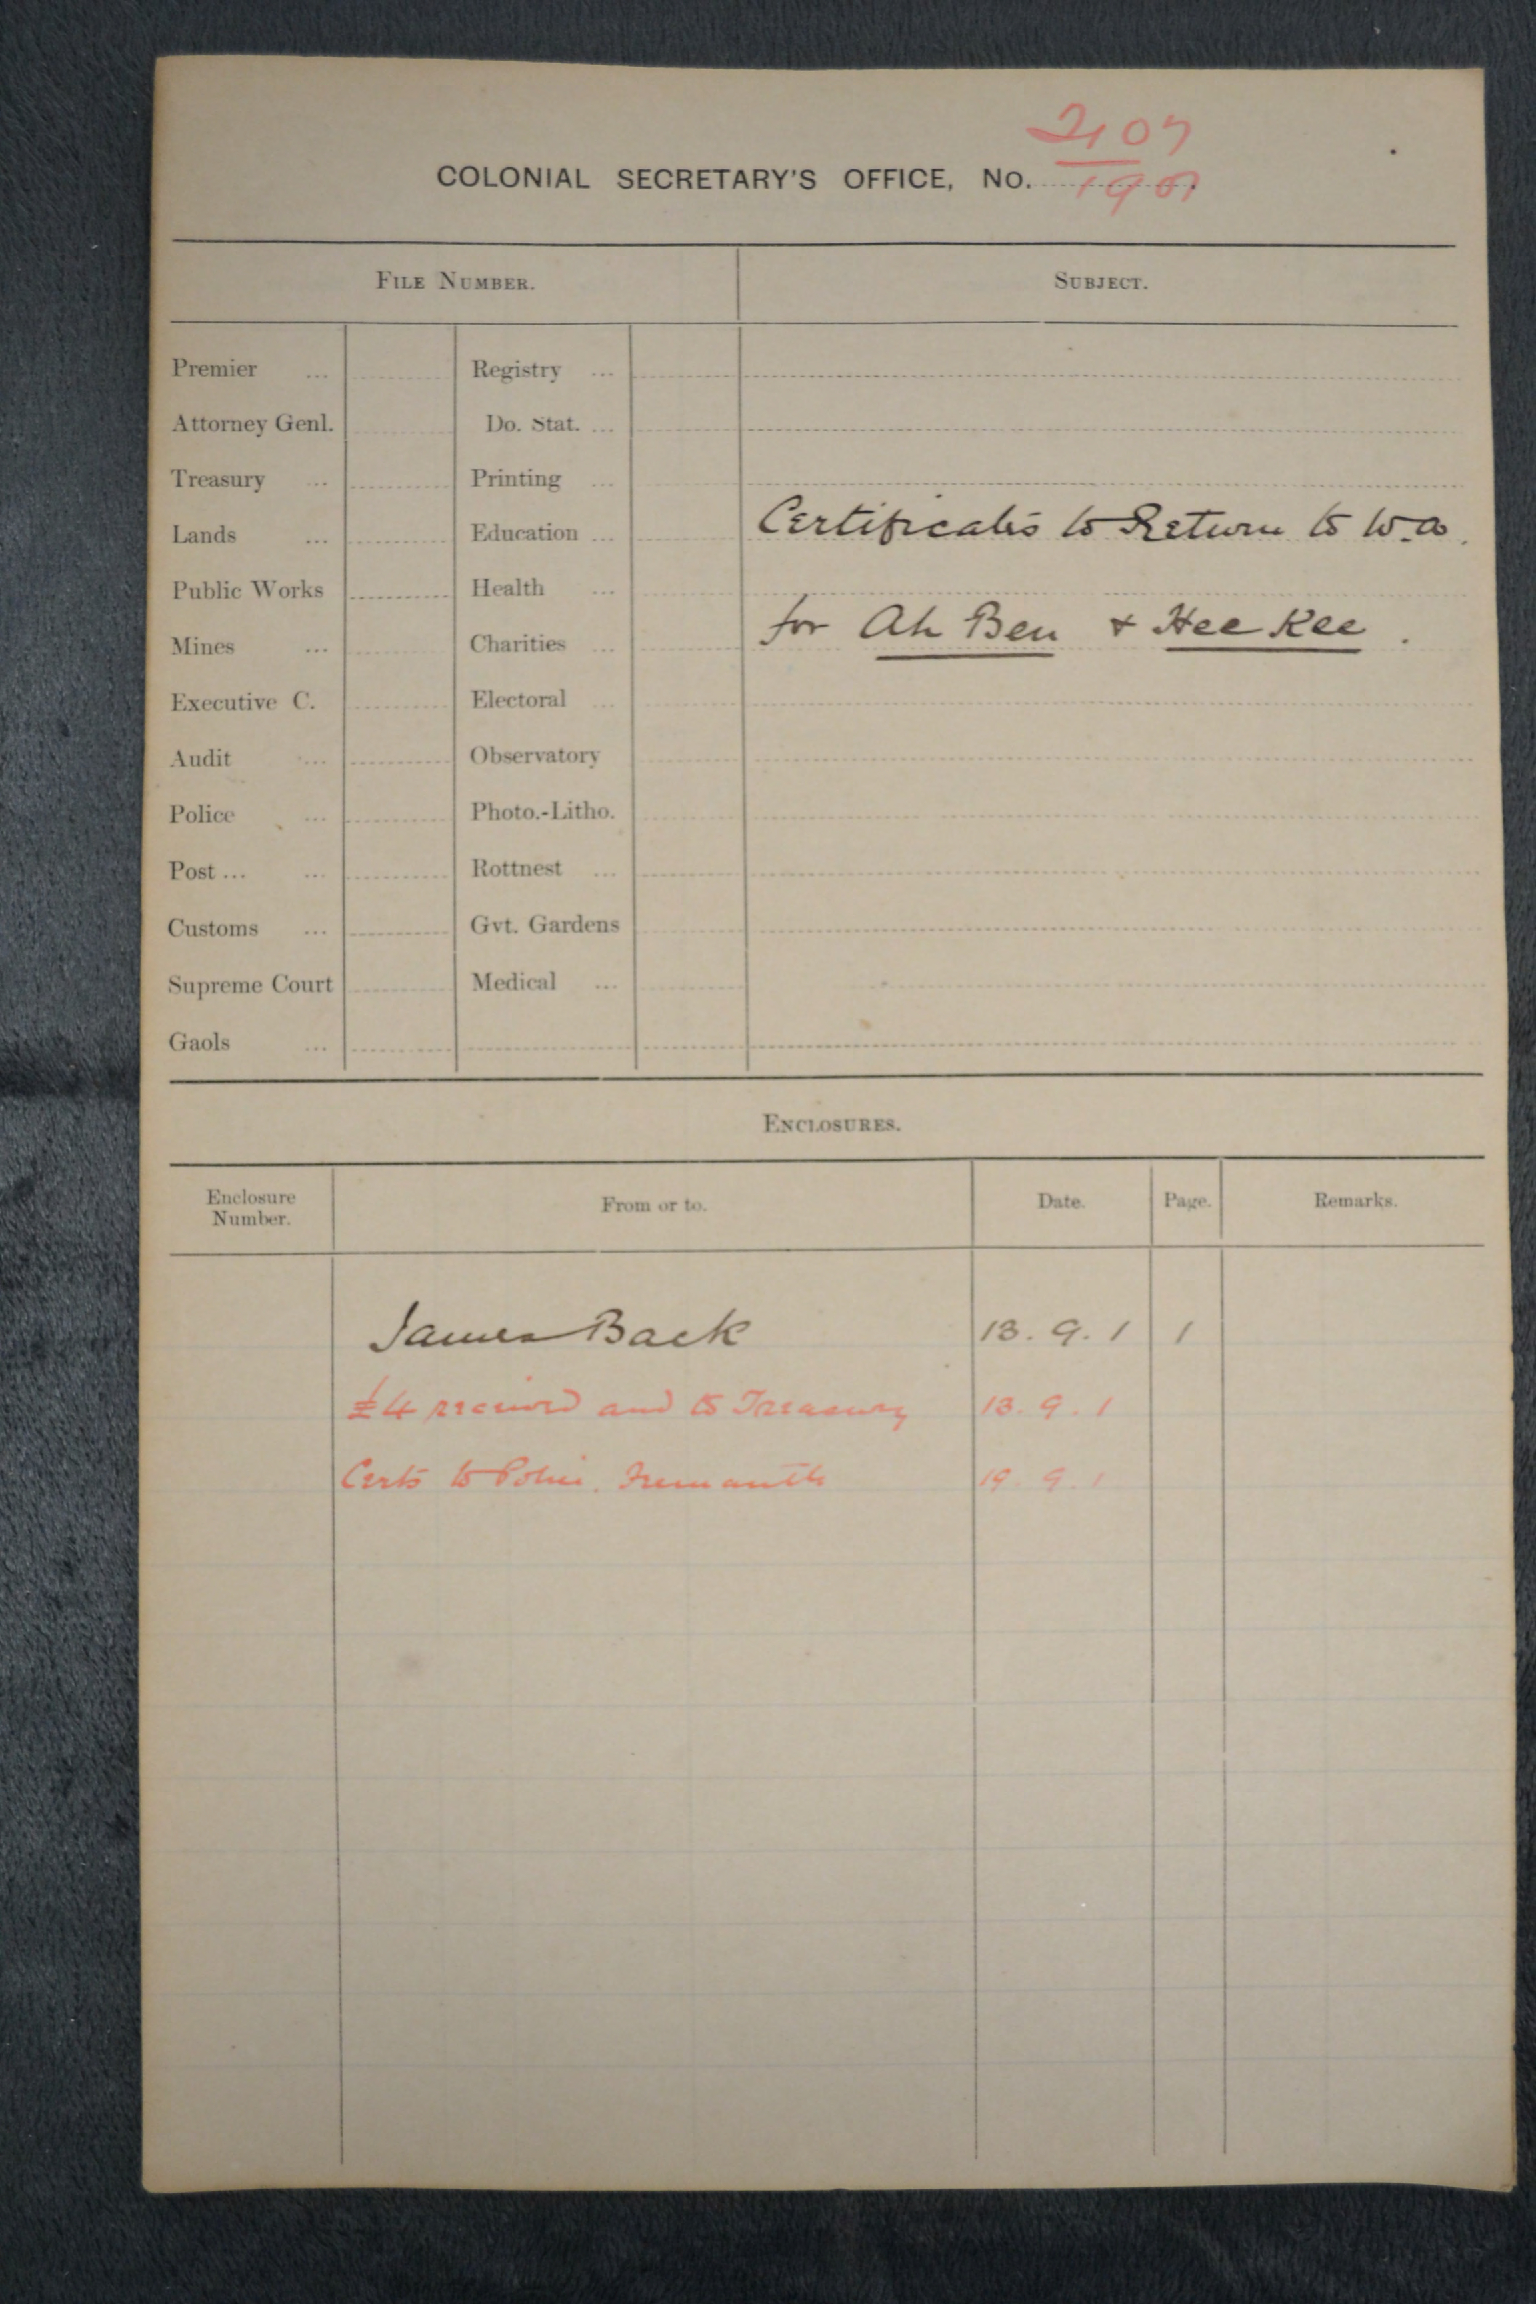 2107
COLONIAL SECRETARY'S OFFICE, No. 1901
FILE NUMBER. SUBJECT.
Premier ... Registry ...
Attorney Genl. Do. Stat. ...
Treasury ... Printing ...
Lands ... Education ... Certificates to Return to W.A.
Public Works Health ...
Mines ... Charities ... for Ah Ben & Hee Kee.
Executive C. Electoral ...
Audit ... Observatory
Police ... Photo.-Litho.
Post ... ... Rottnest ...
Customs ... Gvt. Gardens
Supreme Court Medical ...
Gaols ...
ENCLOSURES.
Enclosure Number. From or to. Date. Page. Remarks.
James Back 13.9.1 1
£4 received and to Treasury 13.9.1
Certs to Police. Fremantle 19.9.1